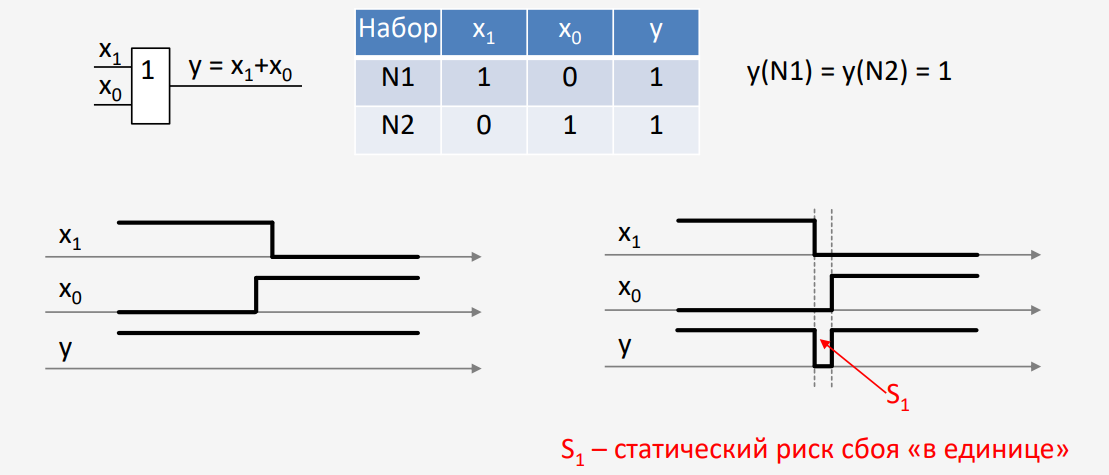 x₁
x₀
1
y = x₁+x₀
Набор x₁ x₀ y
N1 1 0 1
N2 0 1 1
y(N1) = y(N2) = 1
x₁
x₀
y
x₁
x₀
y
S₁
S₁ – статический риск сбоя «в единице»